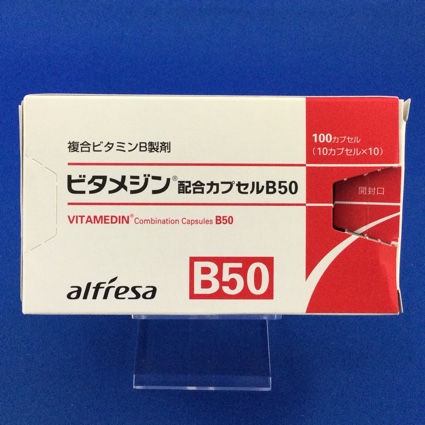 複合ビタミンB製剤
100カプセル
(10カプセル×10)
ビタメジン®配合カプセルB50
開封口
VITAMEDIN® Combination Capsules B50
alfresa
B50